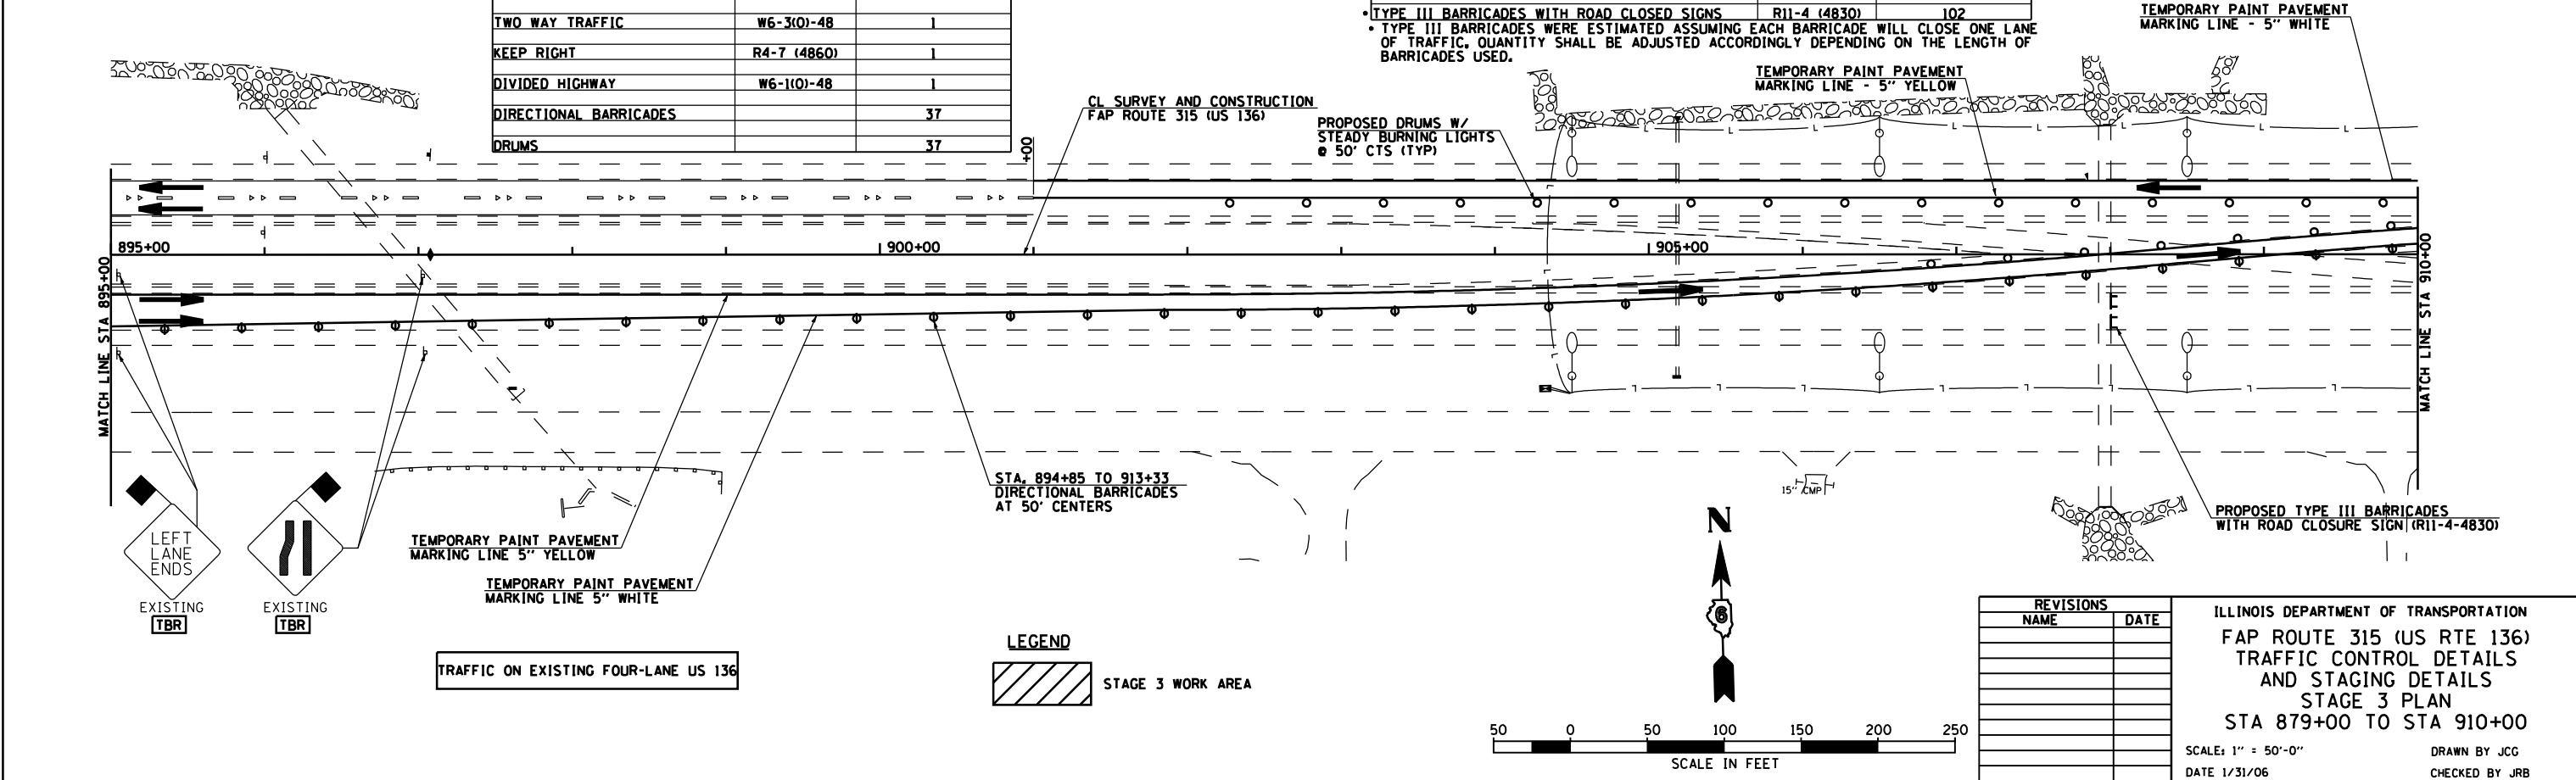 TWO WAY TRAFFIC W6-3(O)-48 1
KEEP RIGHT R4-7 (4860) 1
DIVIDED HIGHWAY W6-1(O)-48 1
DIRECTIONAL BARRICADES 37
DRUMS 37
• TYPE III BARRICADES WITH ROAD CLOSED SIGNS R11-4 (4830) 102
• TYPE III BARRICADES WERE ESTIMATED ASSUMING EACH BARRICADE WILL CLOSE ONE LANE
OF TRAFFIC. QUANTITY SHALL BE ADJUSTED ACCORDINGLY DEPENDING ON THE LENGTH OF
BARRICADES USED.
TEMPORARY PAINT PAVEMENT
MARKING LINE - 5" WHITE
TEMPORARY PAINT PAVEMENT
MARKING LINE - 5" YELLOW
CL SURVEY AND CONSTRUCTION
FAP ROUTE 315 (US 136)
PROPOSED DRUMS W/
STEADY BURNING LIGHTS
@ 50' CTS (TYP)
+00
895+00
900+00
905+00
MATCH LINE STA 895+00
MATCH LINE STA 910+00
STA. 894+85 TO 913+33
DIRECTIONAL BARRICADES
AT 50' CENTERS
15" CMP
PROPOSED TYPE III BARRICADES
WITH ROAD CLOSURE SIGN (R11-4-4830)
LEFT
LANE
ENDS
EXISTING
TBR
EXISTING
TBR
TEMPORARY PAINT PAVEMENT
MARKING LINE 5" YELLOW
TEMPORARY PAINT PAVEMENT
MARKING LINE 5" WHITE
TRAFFIC ON EXISTING FOUR-LANE US 136
LEGEND
STAGE 3 WORK AREA
N
6
50 0 50 100 150 200 250
SCALE IN FEET
REVISIONS
NAME DATE
ILLINOIS DEPARTMENT OF TRANSPORTATION
FAP ROUTE 315 (US RTE 136)
TRAFFIC CONTROL DETAILS
AND STAGING DETAILS
STAGE 3 PLAN
STA 879+00 TO STA 910+00
SCALE: 1" = 50'-0"
DRAWN BY JCG
DATE 1/31/06
CHECKED BY JRB